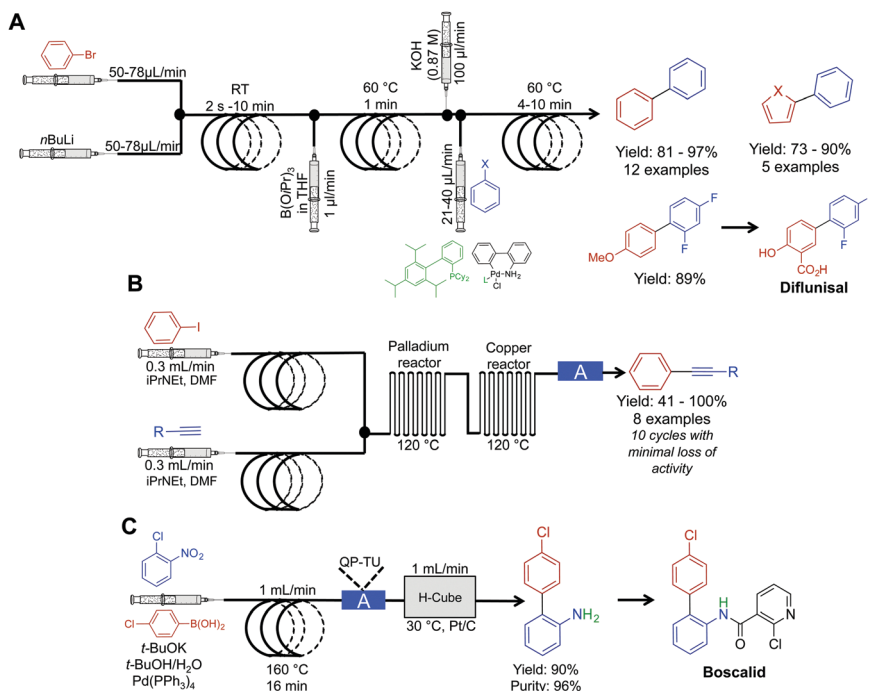 A
Br
50-78µL/min
nBuLi
50-78µL/min
RT
2 s -10 min
B(OiPr)3
in THF
1 µl/min
60 °C
1 min
KOH
(0.87 M)
100 µl/min
21-40 µL/min
X
60 °C
4-10 min
Yield: 81 - 97%
12 examples
X
Yield: 73 - 90%
5 examples
PCy2
L
Pd
NH2
Cl
MeO
F
F
Yield: 89%
HO
CO2H
F
Diflunisal
B
I
0.3 mL/min
iPrNEt, DMF
R
0.3 mL/min
iPrNEt, DMF
Palladium
reactor
120 °C
Copper
reactor
120 °C
A
R
Yield: 41 - 100%
8 examples
10 cycles with
minimal loss of
activity
C
Cl
NO2
Cl
B(OH)2
t-BuOK
t-BuOH/H2O
Pd(PPh3)4
1 mL/min
160 °C
16 min
QP-TU
A
1 mL/min
H-Cube
30 °C, Pt/C
Cl
NH2
Yield: 90%
Purity: 96%
Cl
H
N
O
N
Cl
Boscalid